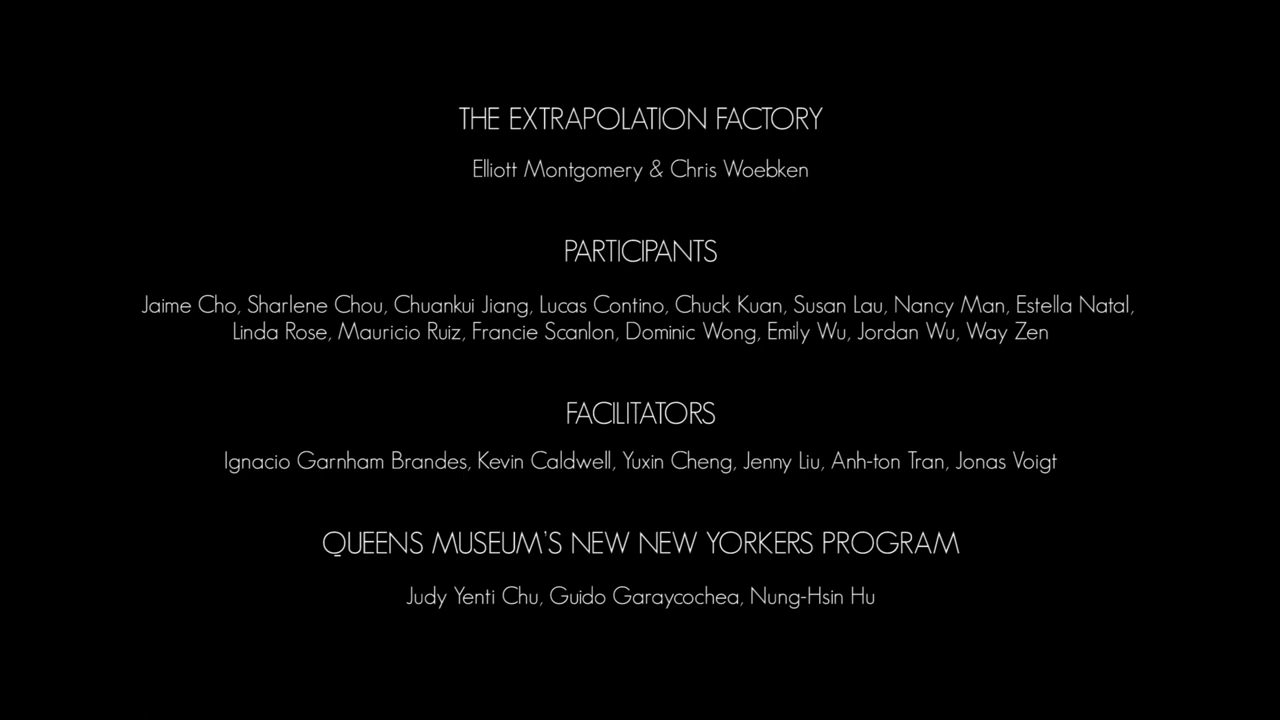 THE EXTRAPOLATION FACTORY
Elliott Montgomery & Chris Woebken
PARTICIPANTS
Jaime Cho, Sharlene Chou, Chuankui Jiang, Lucas Contino, Chuck Kuan, Susan Lau, Nancy Man, Estella Natal,
Linda Rose, Mauricio Ruiz, Francie Scanlon, Dominic Wong, Emily Wu, Jordan Wu, Way Zen
FACILITATORS
Ignacio Garnham Brandes, Kevin Caldwell, Yuxin Cheng, Jenny Liu, Anh-ton Tran, Jonas Voigt
QUEENS MUSEUM'S NEW NEW YORKERS PROGRAM
Judy Yenti Chu, Guido Garaycochea, Nung-Hsin Hu